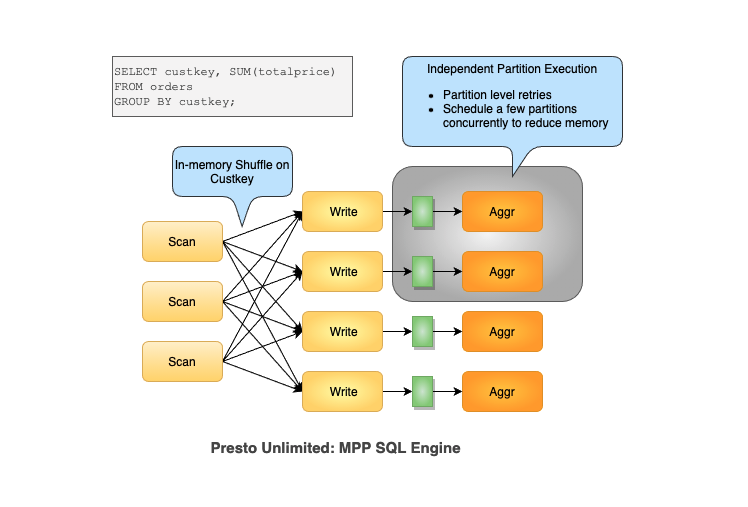 SELECT custkey, SUM(totalprice)
FROM orders
GROUP BY custkey;
Independent Partition Execution
• Partition level retries
• Schedule a few partitions
concurrently to reduce memory
In-memory Shuffle on
Custkey
Write
Aggr
Scan
Write
Aggr
Scan
Write
Aggr
Scan
Write
Aggr
Presto Unlimited: MPP SQL Engine